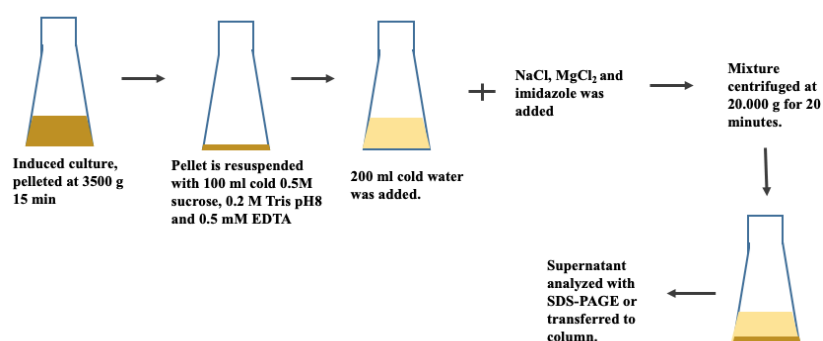 Induced culture,
pelleted at 3500 g
15 min
Pellet is resuspended
with 100 ml cold 0.5M
sucrose, 0.2 M Tris pH8
and 0.5 mM EDTA
200 ml cold water
was added.
NaCl, MgCl₂ and
imidazole was
added
Mixture
centrifuged at
20.000 g for 20
minutes.
Supernatant
analyzed with
SDS-PAGE or
transferred to
column.